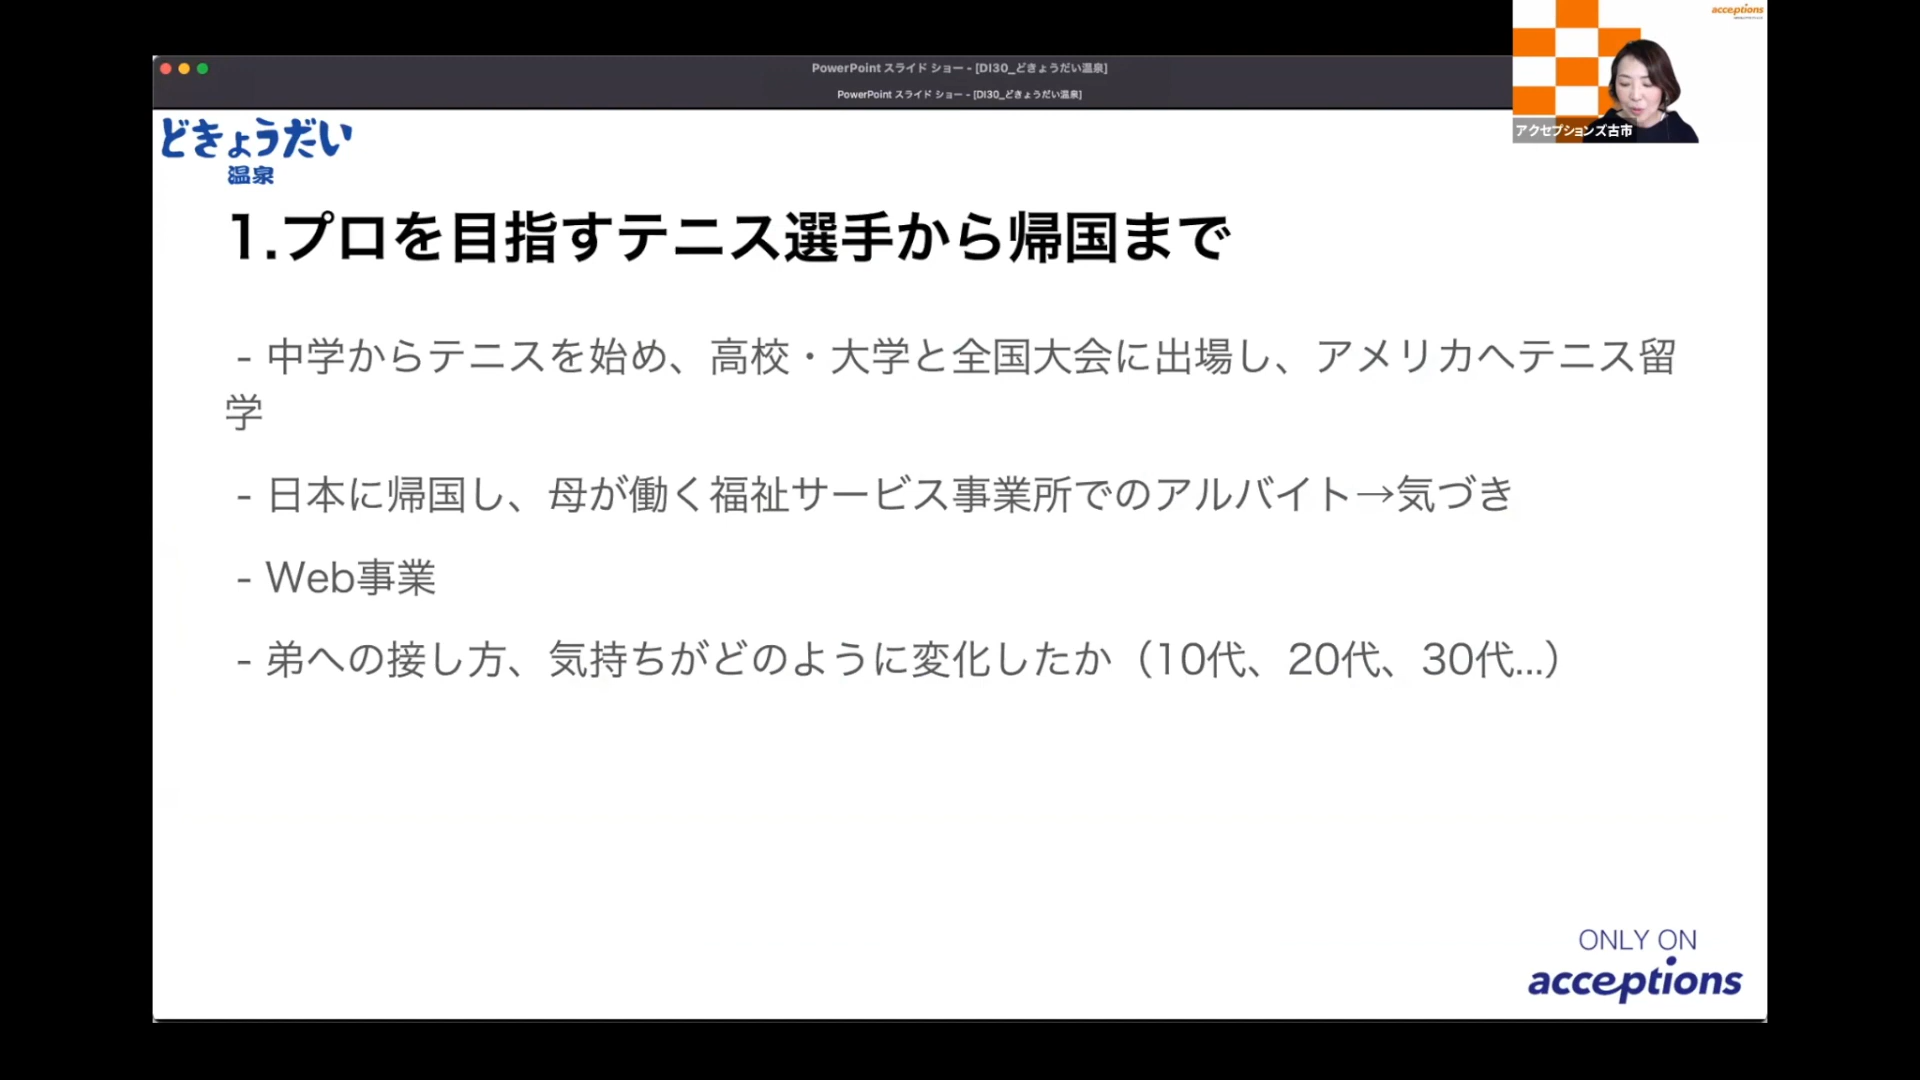 PowerPoint スライド ショー - [DI30_どきょうだい温泉]
PowerPoint スライド ショー - [DI30_どきょうだい温泉]
acceptions
アクセプションズ古市
どきょうだい
温泉
1.プロを目指すテニス選手から帰国まで
- 中学からテニスを始め、高校・大学と全国大会に出場し、アメリカへテニス留
学
- 日本に帰国し、母が働く福祉サービス事業所でのアルバイト→気づき
- Web事業
- 弟への接し方、気持ちがどのように変化したか（10代、20代、30代...）
ONLY ON
acceptions